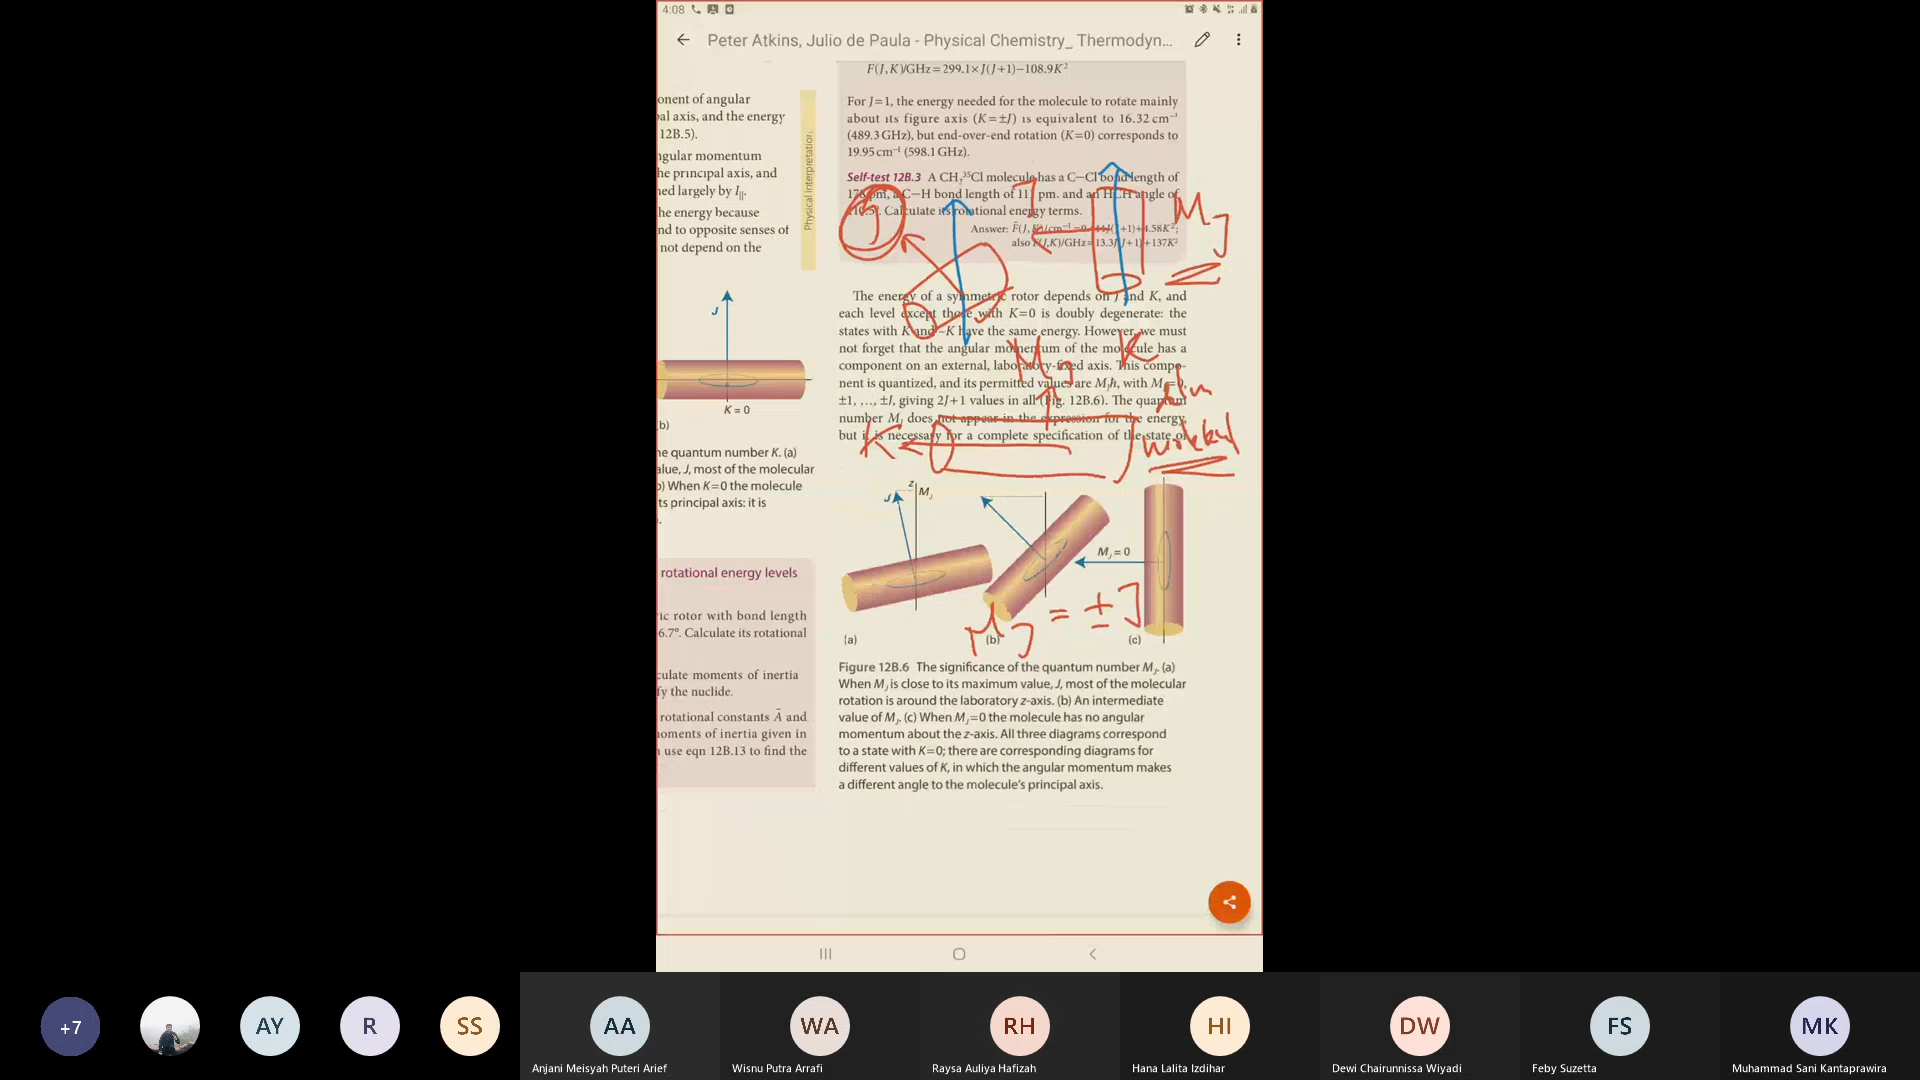 4:08
Peter Atkins, Julio de Paula - Physical Chemistry_ Thermodyn...
onent of angular
pal axis, and the energy
12B.5).
ngular momentum
he principal axis, and
ned largely by I||.
he energy because
nd to opposite senses of
not depend on the
Physical interpretation
J
K = 0
(b)
he quantum number K. (a)
alue, J, most of the molecular
) When K=0 the molecule
ts principal axis: it is
.
rotational energy levels
ic rotor with bond length
6.7°. Calculate its rotational
culate moments of inertia
fy the nuclide.
rotational constants Ã and
oments of inertia given in
use eqn 12B.13 to find the
F(J,K)/GHz=299.1×J(J+1)−108.9K²
For J=1, the energy needed for the molecule to rotate mainly
about its figure axis (K=±J) is equivalent to 16.32 cm⁻¹
(489.3 GHz), but end-over-end rotation (K=0) corresponds to
19.95 cm⁻¹ (598.1 GHz).
Self-test 12B.3 A CH₃³⁵Cl molecule has a C—Cl bond length of
pm, a C—H bond length of 11 pm. and an HCH angle of
Calculate its rotational energy terms.
Answer:
also
J
J
MJ
The energy of a symmetric rotor depends on J and K, and
each level except those with K=0 is doubly degenerate: the
states with K and −K have the same energy. However, we must
not forget that the angular momentum of the molecule has a
component on an external, laboratory-fixed axis. This compo-
nent is quantized, and its permitted values are MJħ, with MJ=0,
±1, …, ±J, giving 2J+1 values in all (Fig. 12B.6). The quantum
number MJ does not appear in the expression for the energy,
but it is necessary for a complete specification of the state of
MJ
K
K
z
MJ
J
MJ = 0
MJ = ±J
(a)
(b)
(c)
Figure 12B.6 The significance of the quantum number MJ. (a)
When MJ is close to its maximum value, J, most of the molecular
rotation is around the laboratory z-axis. (b) An intermediate
value of MJ. (c) When MJ=0 the molecule has no angular
momentum about the z-axis. All three diagrams correspond
to a state with K=0; there are corresponding diagrams for
different values of K, in which the angular momentum makes
a different angle to the molecule's principal axis.
+7
AY
R
SS
AA
WA
RH
HI
DW
FS
MK
Anjani Meisyah Puteri Arief
Wisnu Putra Arrafi
Raysa Auliya Hafizah
Hana Lalita Izdihar
Dewi Chairunnissa Wiyadi
Feby Suzetta
Muhammad Sani Kantaprawira